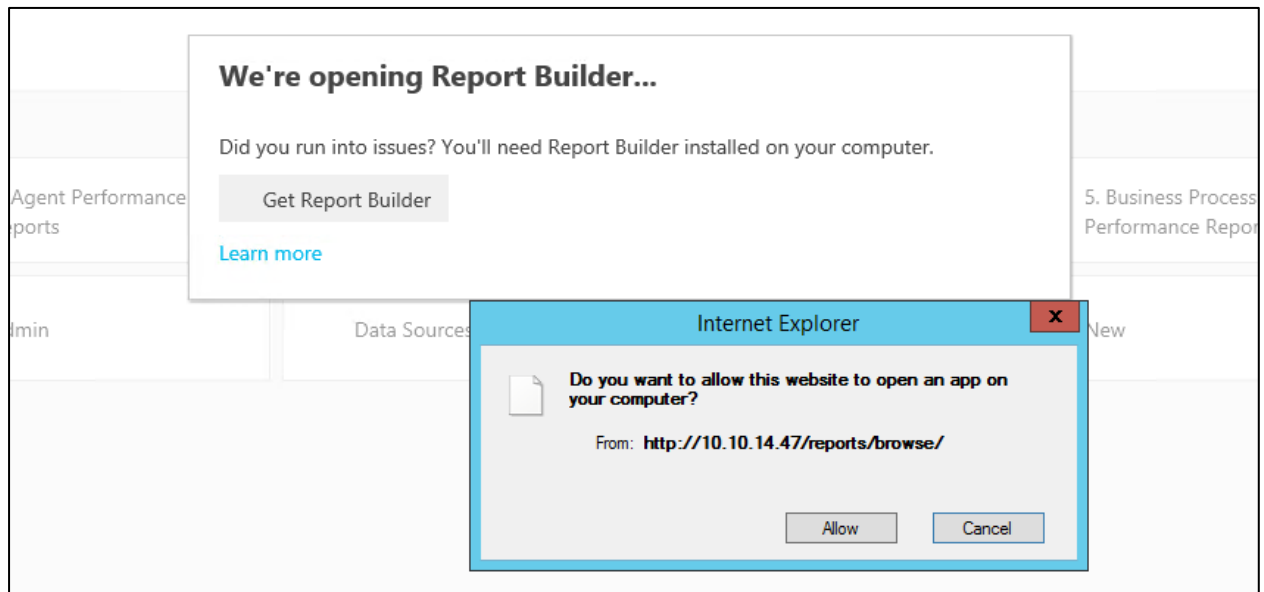 We're opening Report Builder...
Did you run into issues? You'll need Report Builder installed on your computer.
Get Report Builder
Learn more
Agent Performance
eports
5. Business Process
Performance Repor
dmin
Data Sources
New
Internet Explorer
x
Do you want to allow this website to open an app on
your computer?
From: http://10.10.14.47/reports/browse/
Allow
Cancel